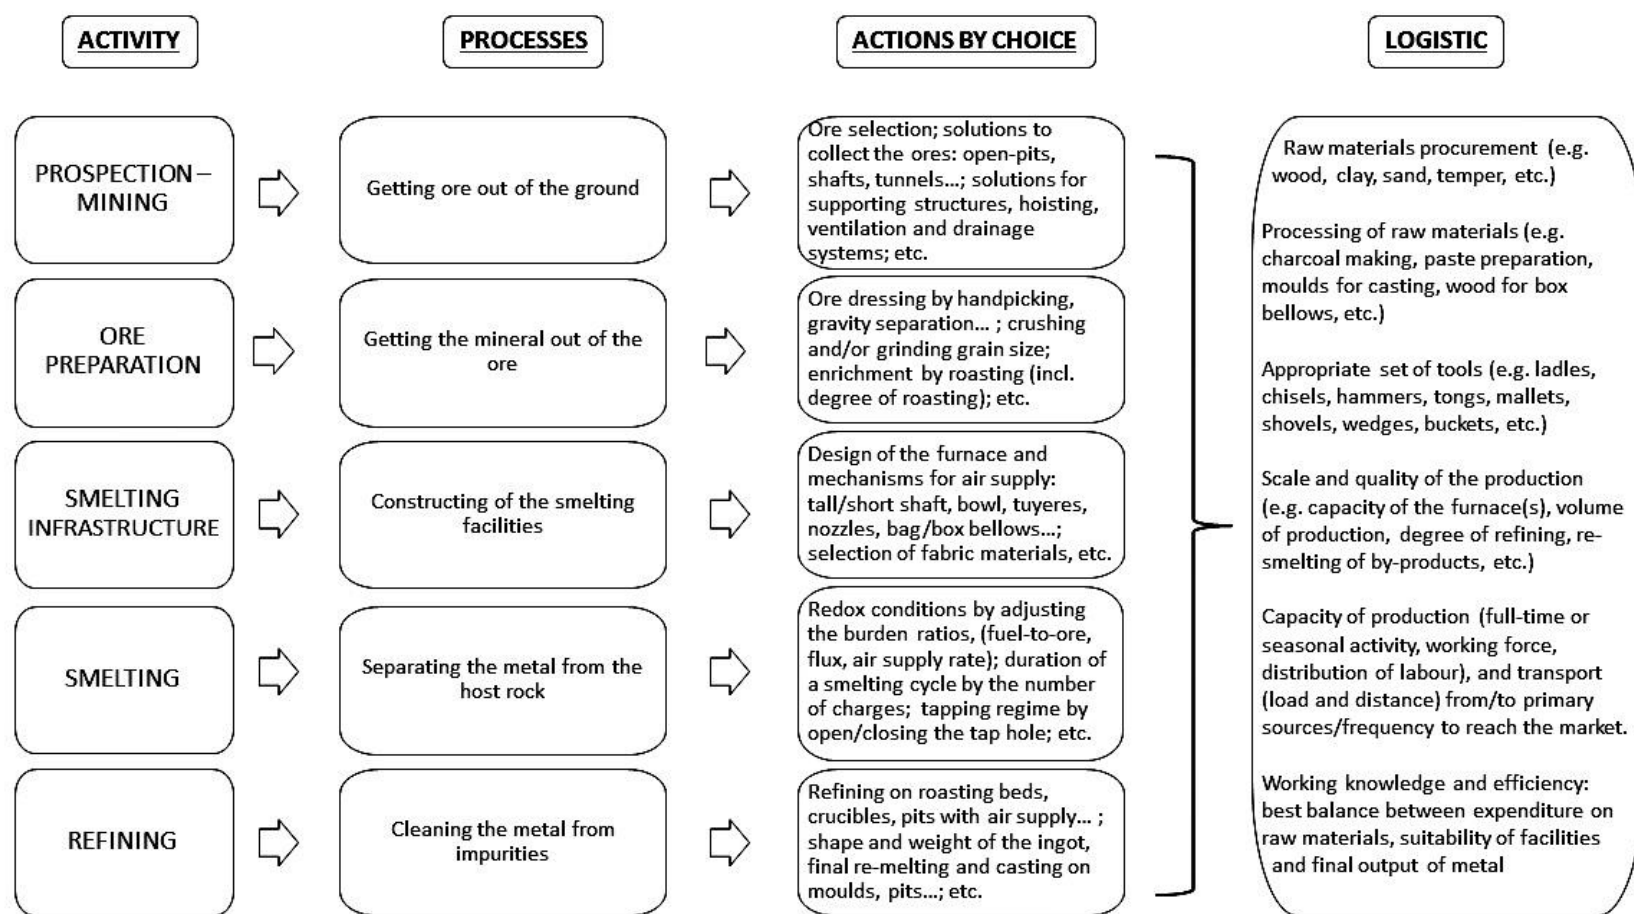 ACTIVITY
PROCESSES
ACTIONS BY CHOICE
LOGISTIC
PROSPECTION –
MINING
Getting ore out of the ground
Ore selection; solutions to
collect the ores: open-pits,
shafts, tunnels...; solutions for
supporting structures, hoisting,
ventilation and drainage
systems; etc.
ORE
PREPARATION
Getting the mineral out of the
ore
Ore dressing by handpicking,
gravity separation... ; crushing
and/or grinding grain size;
enrichment by roasting (incl.
degree of roasting); etc.
SMELTING
INFRASTRUCTURE
Constructing of the smelting
facilities
Design of the furnace and
mechanisms for air supply:
tall/short shaft, bowl, tuyeres,
nozzles, bag/box bellows...;
selection of fabric materials, etc.
SMELTING
Separating the metal from the
host rock
Redox conditions by adjusting
the burden ratios, (fuel-to-ore,
flux, air supply rate); duration of
a smelting cycle by the number
of charges; tapping regime by
open/closing the tap hole; etc.
REFINING
Cleaning the metal from
impurities
Refining on roasting beds,
crucibles, pits with air supply... ;
shape and weight of the ingot,
final re-melting and casting on
moulds, pits...; etc.
Raw materials procurement (e.g.
wood, clay, sand, temper, etc.)
Processing of raw materials (e.g.
charcoal making, paste preparation,
moulds for casting, wood for box
bellows, etc.)
Appropriate set of tools (e.g. ladles,
chisels, hammers, tongs, mallets,
shovels, wedges, buckets, etc.)
Scale and quality of the production
(e.g. capacity of the furnace(s), volume
of production, degree of refining, re-
smelting of by-products, etc.)
Capacity of production (full-time or
seasonal activity, working force,
distribution of labour), and transport
(load and distance) from/to primary
sources/frequency to reach the market.
Working knowledge and efficiency:
best balance between expenditure on
raw materials, suitability of facilities
and final output of metal